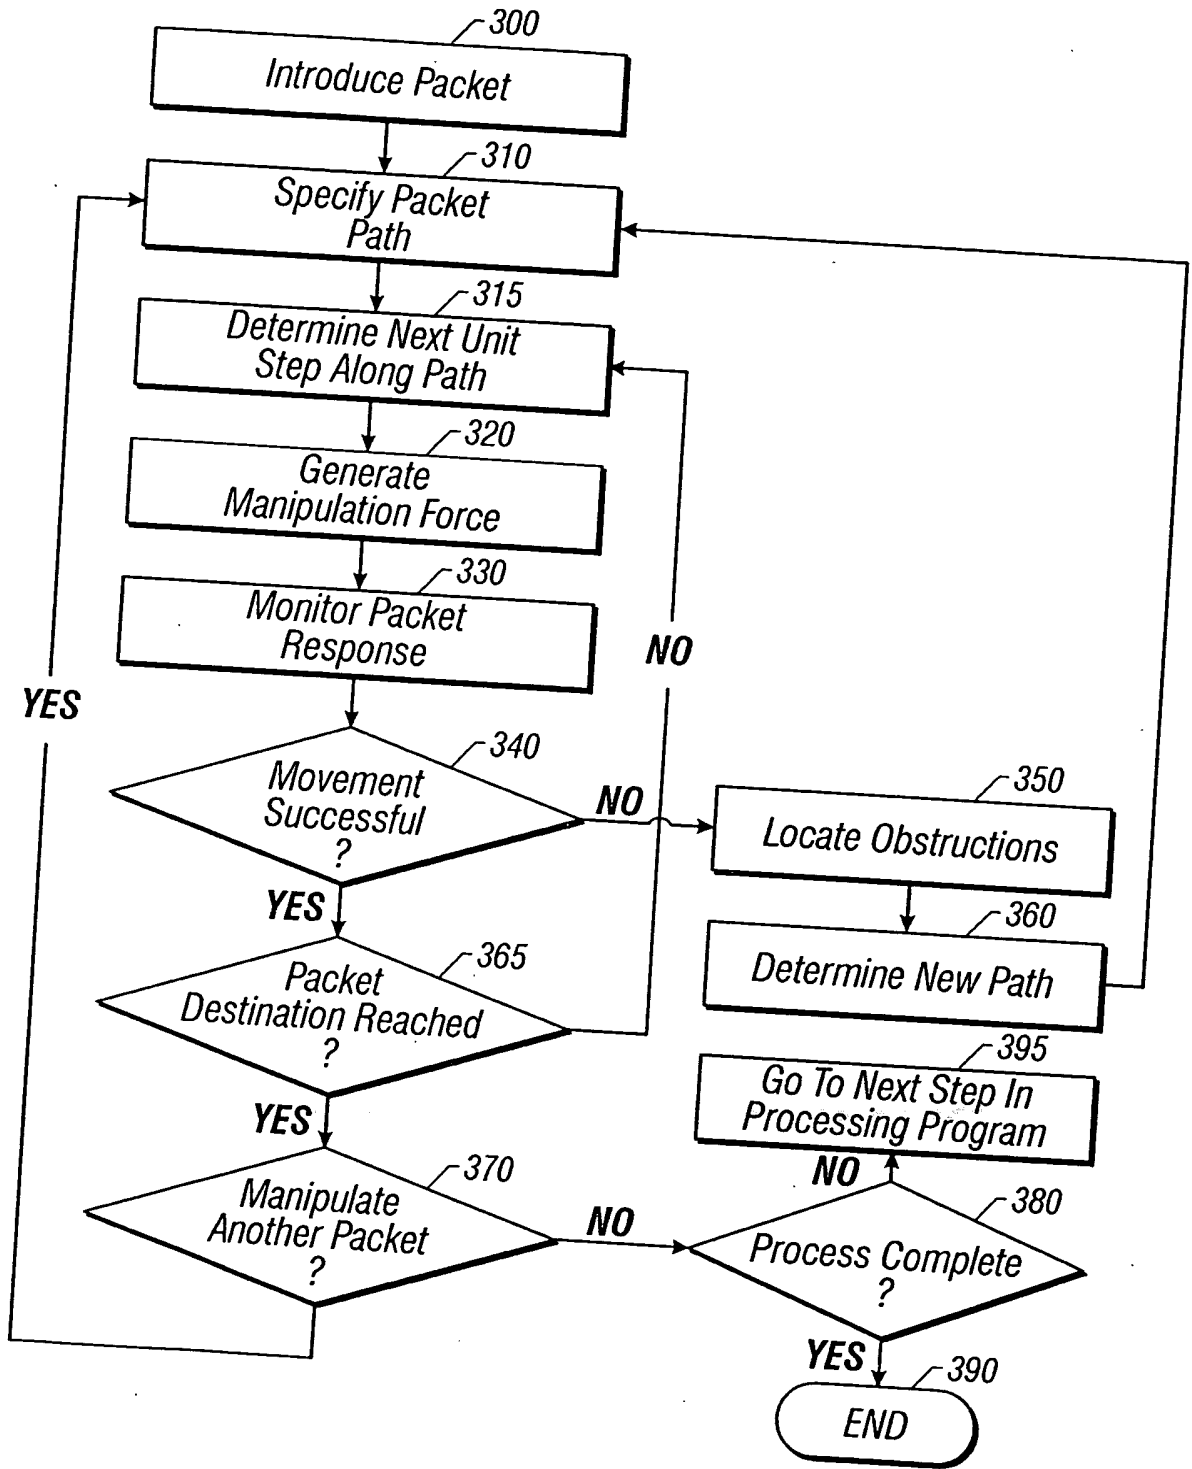 300
Introduce Packet
310
Specify Packet
Path
315
Determine Next Unit
Step Along Path
320
Generate
Manipulation Force
330
Monitor Packet
Response
NO
YES
340
Movement
Successful
?
NO
350
Locate Obstructions
YES
360
Determine New Path
365
Packet
Destination Reached
?
395
Go To Next Step In
Processing Program
YES
NO
370
Manipulate
Another Packet
?
NO
380
Process Complete
?
YES
390
END